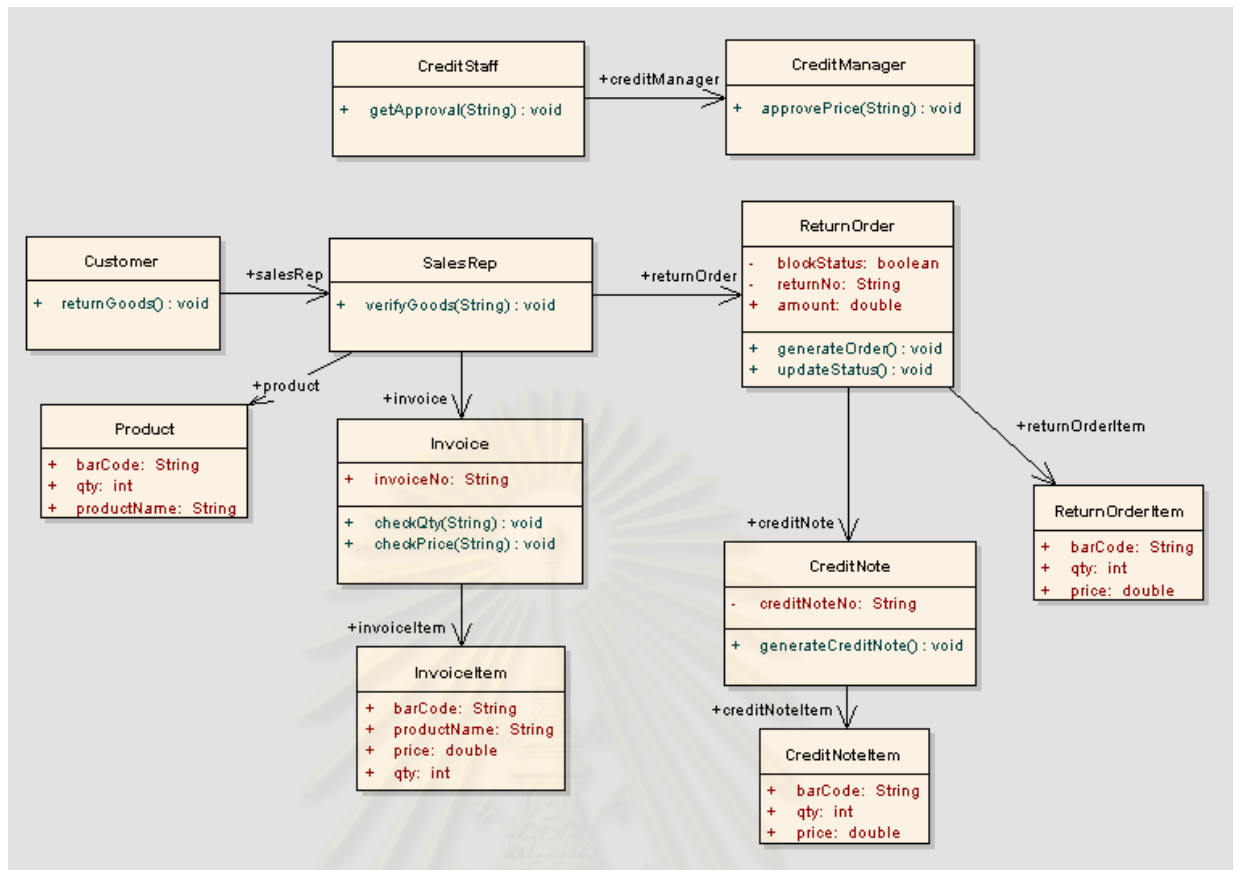 CreditStaff
+ getApproval(String) : void
+creditManager
CreditManager
+ approvePrice(String) : void
Customer
+ returnGoods() : void
+salesRep
SalesRep
+ verifyGoods(String) : void
+returnOrder
ReturnOrder
- blockStatus: boolean
- returnNo: String
+ amount: double
+ generateOrder() : void
+ updateStatus() : void
+product
Product
+ barCode: String
+ qty: int
+ productName: String
+invoice
Invoice
+ invoiceNo: String
+ checkQty(String) : void
+ checkPrice(String) : void
+returnOrderItem
ReturnOrderItem
+ barCode: String
+ qty: int
+ price: double
+creditNote
CreditNote
- creditNoteNo: String
+ generateCreditNote() : void
+invoiceItem
InvoiceItem
+ barCode: String
+ productName: String
+ price: double
+ qty: int
+creditNoteItem
CreditNoteItem
+ barCode: String
+ qty: int
+ price: double